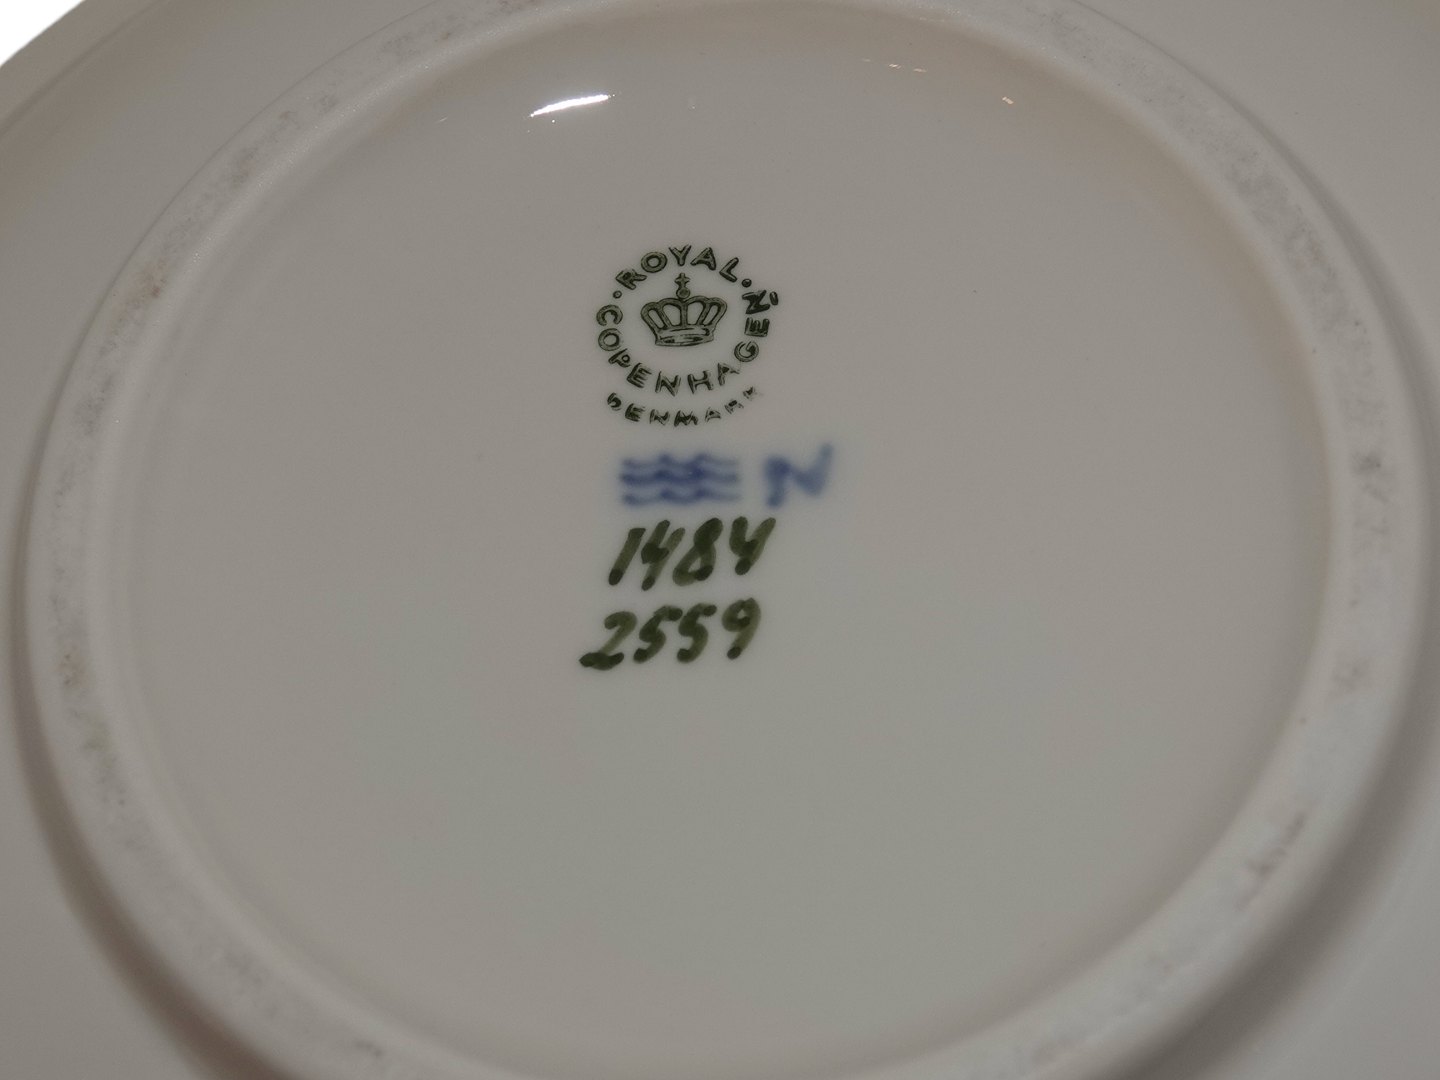 ROYAL
COPENHAGEN
DENMARK
1484
2559